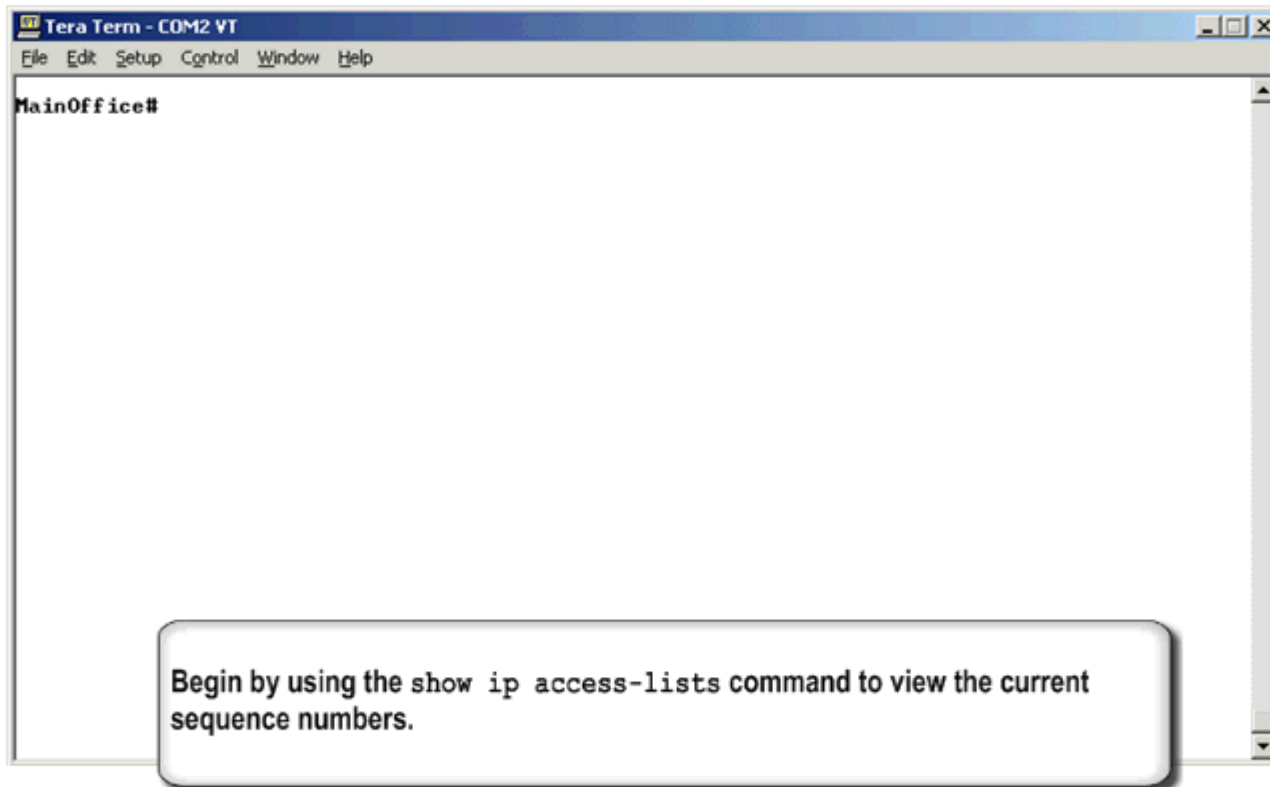 Tera Term - COM2 VT
File Edit Setup Control Window Help
MainOffice#
Begin by using the show ip access-lists command to view the current
sequence numbers.